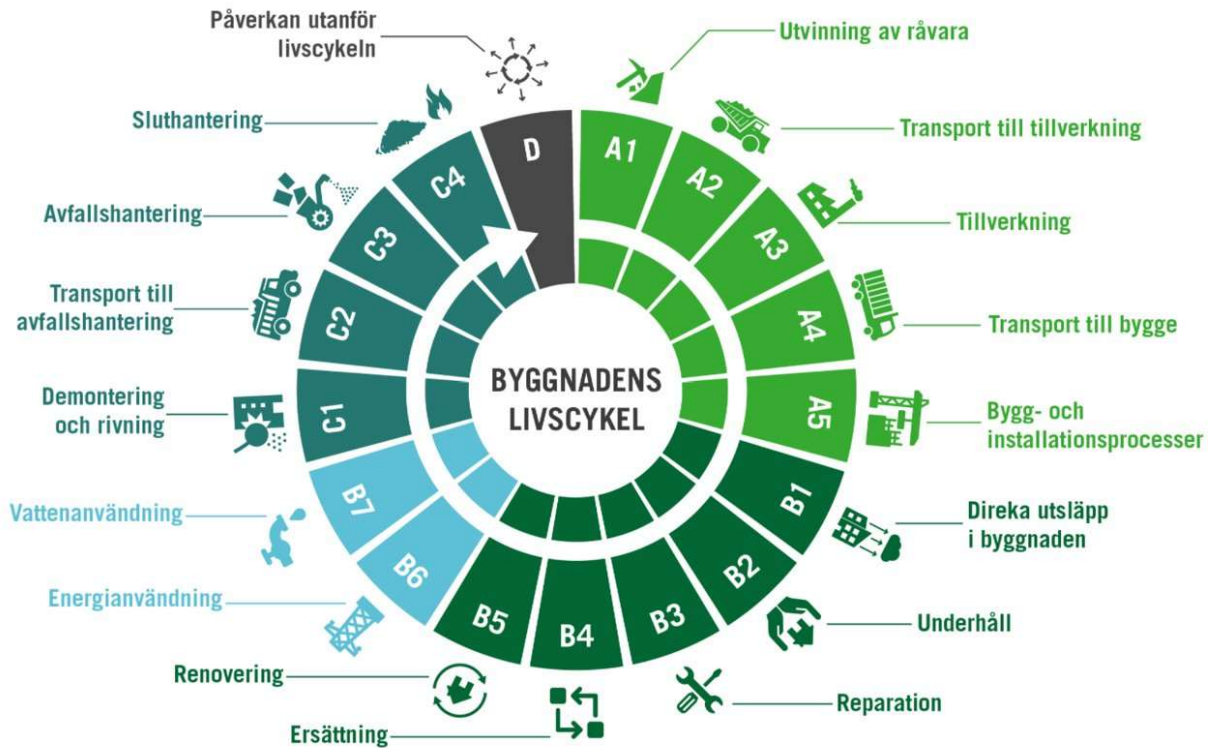 Påverkan utanför
livscykeln
D
Utvinning av råvara
A1
Transport till tillverkning
A2
Tillverkning
A3
Transport till bygge
A4
Bygg- och
installationsprocesser
A5
Direka utsläpp
i byggnaden
B1
Underhåll
B2
Reparation
B3
Ersättning
B4
Renovering
B5
Energianvändning
B6
Vattenanvändning
B7
Demontering
och rivning
C1
Transport till
avfallshantering
C2
Avfallshantering
C3
Sluthantering
C4
BYGGNADENS
LIVSCYKEL